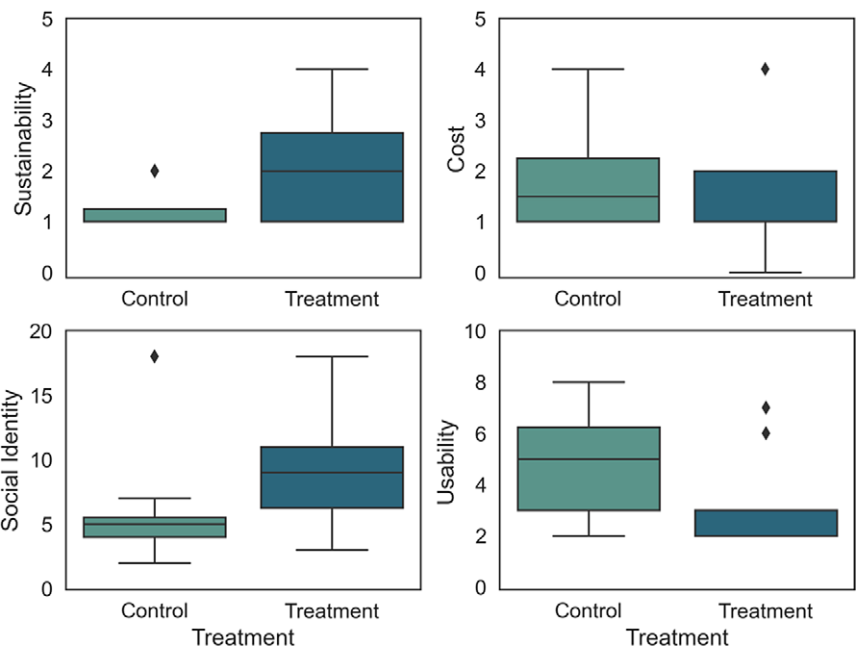 Sustainability
5
4
3
2
1
0
Control Treatment
Cost
5
4
3
2
1
0
Control Treatment
Social Identity
20
15
10
5
0
Control Treatment
Treatment
Usability
10
8
6
4
2
0
Control Treatment
Treatment